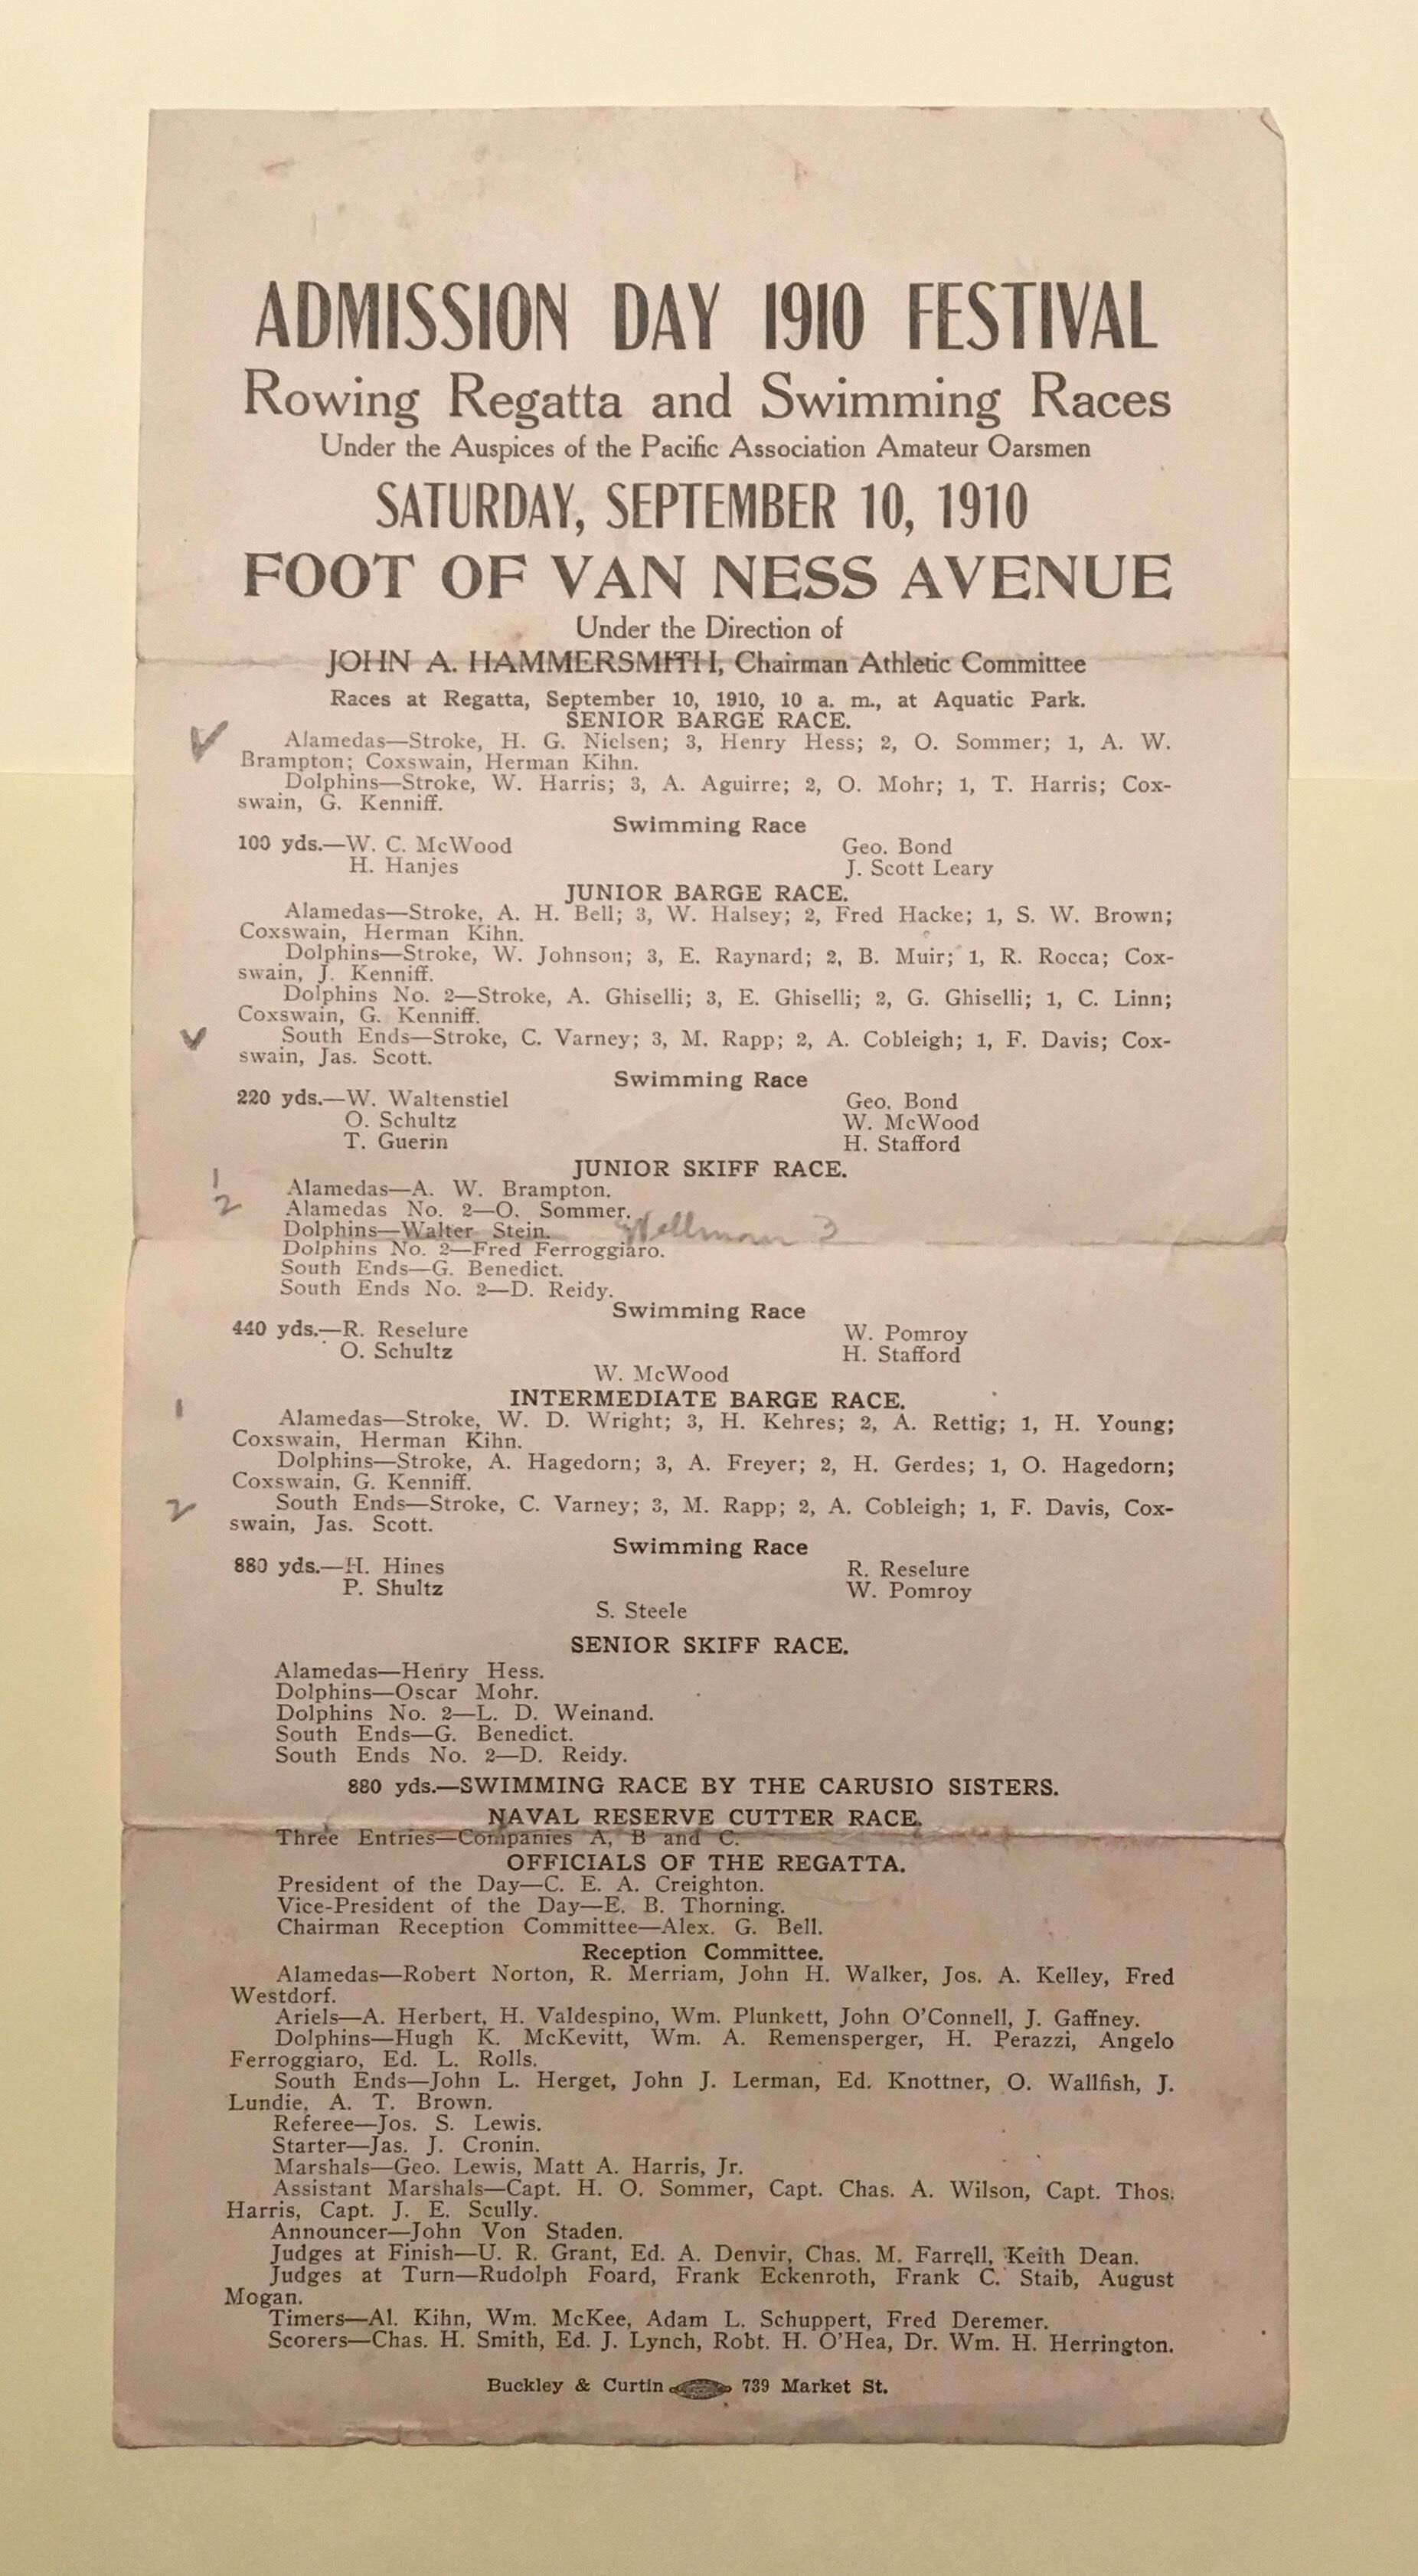 ADMISSION DAY 1910 FESTIVAL
Rowing Regatta and Swimming Races
Under the Auspices of the Pacific Association Amateur Oarsmen
SATURDAY, SEPTEMBER 10, 1910
FOOT OF VAN NESS AVENUE
Under the Direction of
JOHN A. HAMMERSMITH, Chairman Athletic Committee
Races at Regatta, September 10, 1910, 10 a. m., at Aquatic Park.
SENIOR BARGE RACE.
✓ Alamedas—Stroke, H. G. Nielsen; 3, Henry Hess; 2, O. Sommer; 1, A. W.
Brampton; Coxswain, Herman Kihn.
Dolphins—Stroke, W. Harris; 3, A. Aguirre; 2, O. Mohr; 1, T. Harris; Cox-
swain, G. Kenniff.
Swimming Race
100 yds.—W. C. McWood Geo. Bond
H. Hanjes J. Scott Leary
JUNIOR BARGE RACE.
Alamedas—Stroke, A. H. Bell; 3, W. Halsey; 2, Fred Hacke; 1, S. W. Brown;
Coxswain, Herman Kihn.
Dolphins—Stroke, W. Johnson; 3, E. Raynard; 2, B. Muir; 1, R. Rocca; Cox-
swain, J. Kenniff.
Dolphins No. 2—Stroke, A. Ghiselli; 3, E. Ghiselli; 2, G. Ghiselli; 1, C. Linn;
Coxswain, G. Kenniff.
✓ South Ends—Stroke, C. Varney; 3, M. Rapp; 2, A. Cobleigh; 1, F. Davis; Cox-
swain, Jas. Scott.
Swimming Race
220 yds.—W. Waltenstiel Geo. Bond
O. Schultz W. McWood
T. Guerin H. Stafford
JUNIOR SKIFF RACE.
1 Alamedas—A. W. Brampton.
2 Alamedas No. 2—O. Sommer.
Dolphins—Walter Stein. Wellman 3
Dolphins No. 2—Fred Ferroggiaro.
South Ends—G. Benedict.
South Ends No. 2—D. Reidy.
Swimming Race
440 yds.—R. Reselure W. Pomroy
O. Schultz H. Stafford
W. McWood
INTERMEDIATE BARGE RACE.
1 Alamedas—Stroke, W. D. Wright; 3, H. Kehres; 2, A. Rettig; 1, H. Young;
Coxswain, Herman Kihn.
Dolphins—Stroke, A. Hagedorn; 3, A. Freyer; 2, H. Gerdes; 1, O. Hagedorn;
Coxswain, G. Kenniff.
2 South Ends—Stroke, C. Varney; 3, M. Rapp; 2, A. Cobleigh; 1, F. Davis, Cox-
swain, Jas. Scott.
Swimming Race
880 yds.—H. Hines R. Reselure
P. Shultz W. Pomroy
S. Steele
SENIOR SKIFF RACE.
Alamedas—Henry Hess.
Dolphins—Oscar Mohr.
Dolphins No. 2—L. D. Weinand.
South Ends—G. Benedict.
South Ends No. 2—D. Reidy.
880 yds.—SWIMMING RACE BY THE CARUSIO SISTERS.
NAVAL RESERVE CUTTER RACE.
Three Entries—Companies A, B and C.
OFFICIALS OF THE REGATTA.
President of the Day—C. E. A. Creighton.
Vice-President of the Day—E. B. Thorning.
Chairman Reception Committee—Alex. G. Bell.
Reception Committee.
Alamedas—Robert Norton, R. Merriam, John H. Walker, Jos. A. Kelley, Fred
Westdorf.
Ariels—A. Herbert, H. Valdespino, Wm. Plunkett, John O'Connell, J. Gaffney.
Dolphins—Hugh K. McKevitt, Wm. A. Remensperger, H. Perazzi, Angelo
Ferroggiaro, Ed. L. Rolls.
South Ends—John L. Herget, John J. Lerman, Ed. Knottner, O. Wallfish, J.
Lundie, A. T. Brown.
Referee—Jos. S. Lewis.
Starter—Jas. J. Cronin.
Marshals—Geo. Lewis, Matt A. Harris, Jr.
Assistant Marshals—Capt. H. O. Sommer, Capt. Chas. A. Wilson, Capt. Thos.
Harris, Capt. J. E. Scully.
Announcer—John Von Staden.
Judges at Finish—U. R. Grant, Ed. A. Denvir, Chas. M. Farrell, Keith Dean.
Judges at Turn—Rudolph Foard, Frank Eckenroth, Frank C. Staib, August
Mogan.
Timers—Al. Kihn, Wm. McKee, Adam L. Schuppert, Fred Deremer.
Scorers—Chas. H. Smith, Ed. J. Lynch, Robt. H. O'Hea, Dr. Wm. H. Herrington.
Buckley & Curtin 739 Market St.